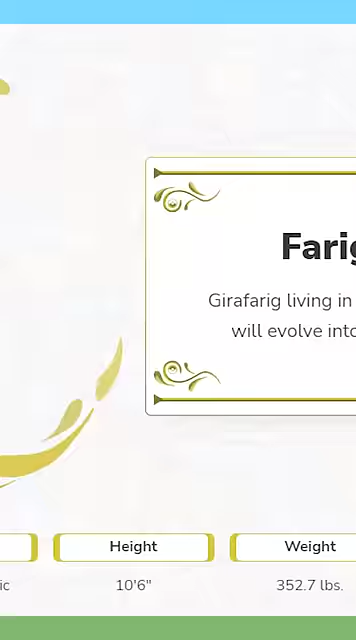 Farig
Girafarig living in
will evolve into
Height
Weight
ic
10'6"
352.7 lbs.